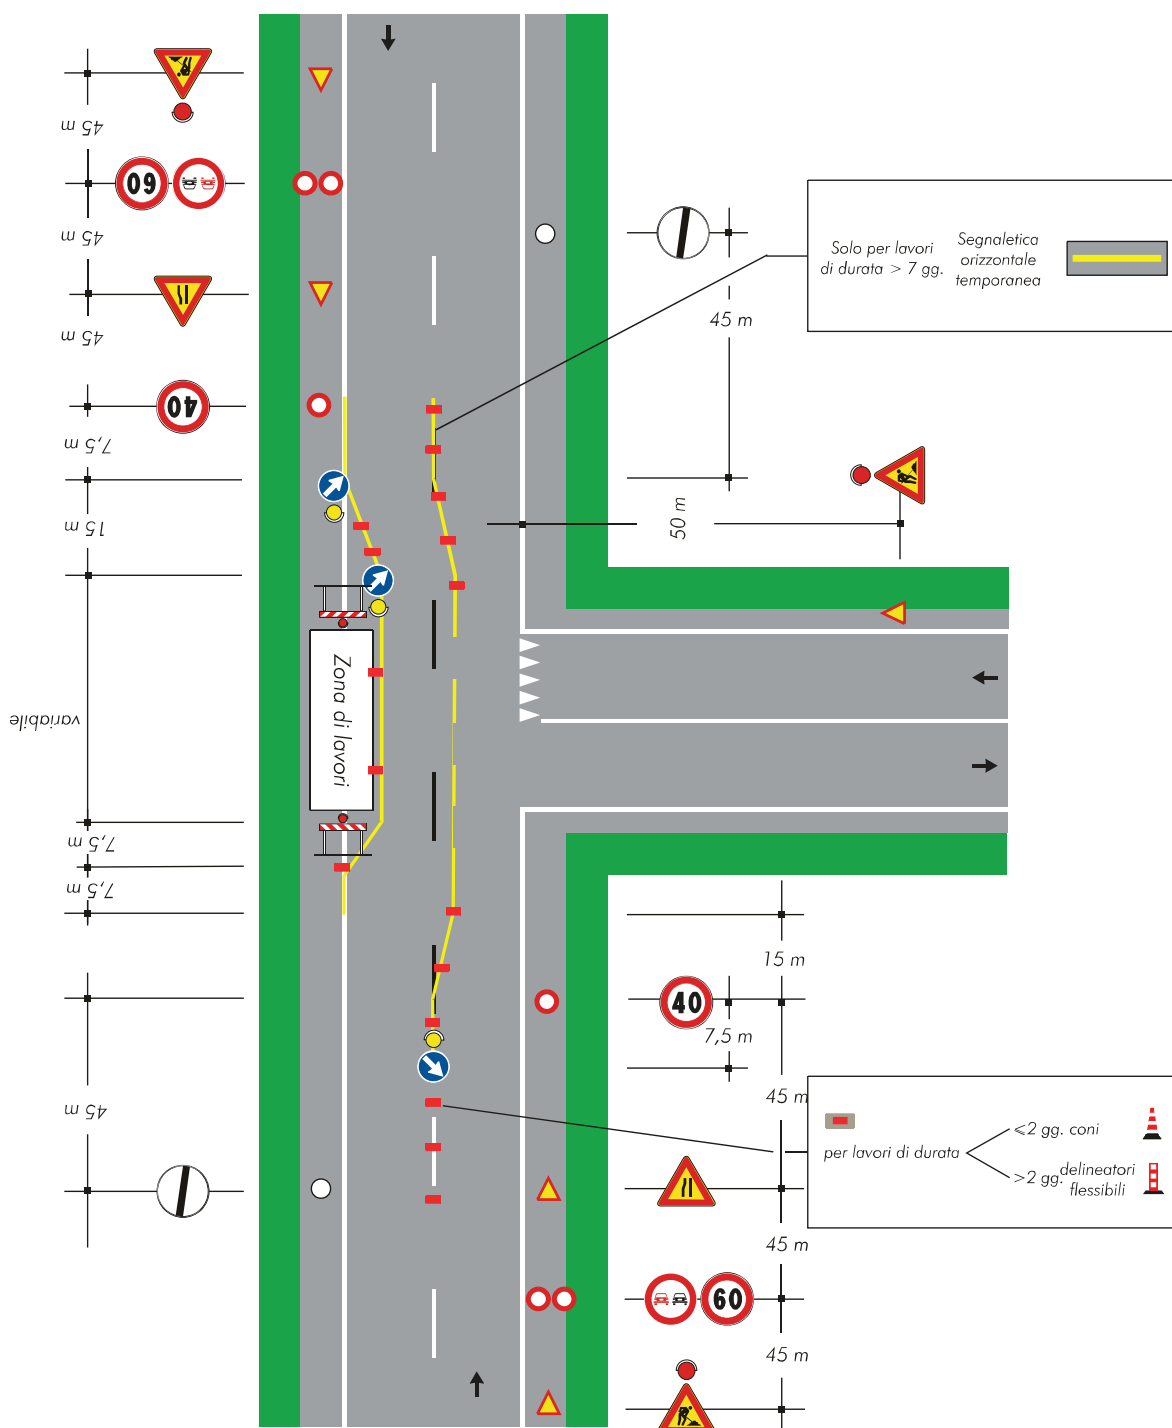 45 m
60
45 m
45 m
40
7,5 m
15 m
variabile
7,5 m
7,5 m
45 m
Zona di lavori
45 m
50 m
Solo per lavori
di durata > 7 gg.
Segnaletica
orizzontale
temporanea
15 m
40
7,5 m
45 m
per lavori di durata
⩽2 gg. coni
>2 gg. delineatori
flessibili
45 m
60
45 m